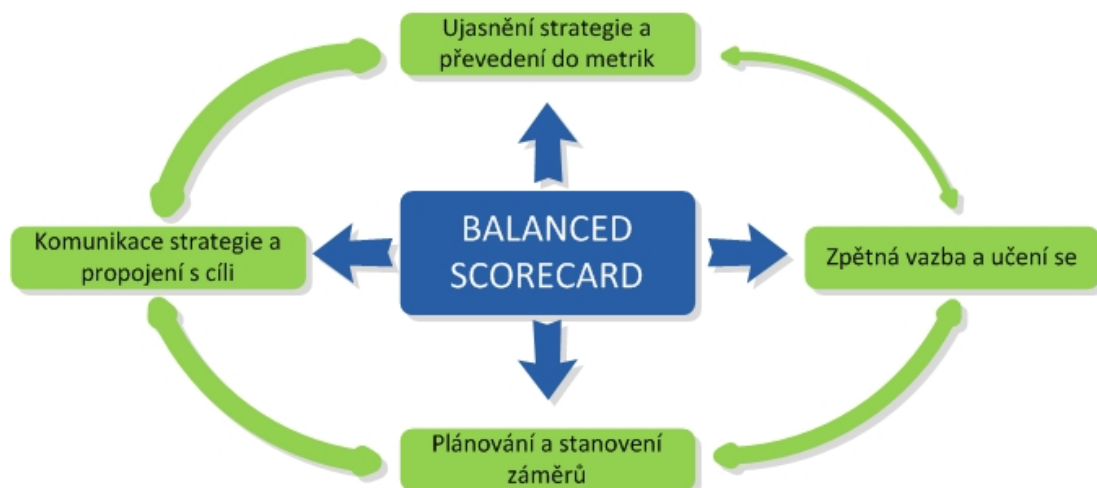 Ujasnění strategie a
převedení do metrik
Komunikace strategie a
propojení s cíli
BALANCED
SCORECARD
Zpětná vazba a učení se
Plánování a stanovení
záměrů